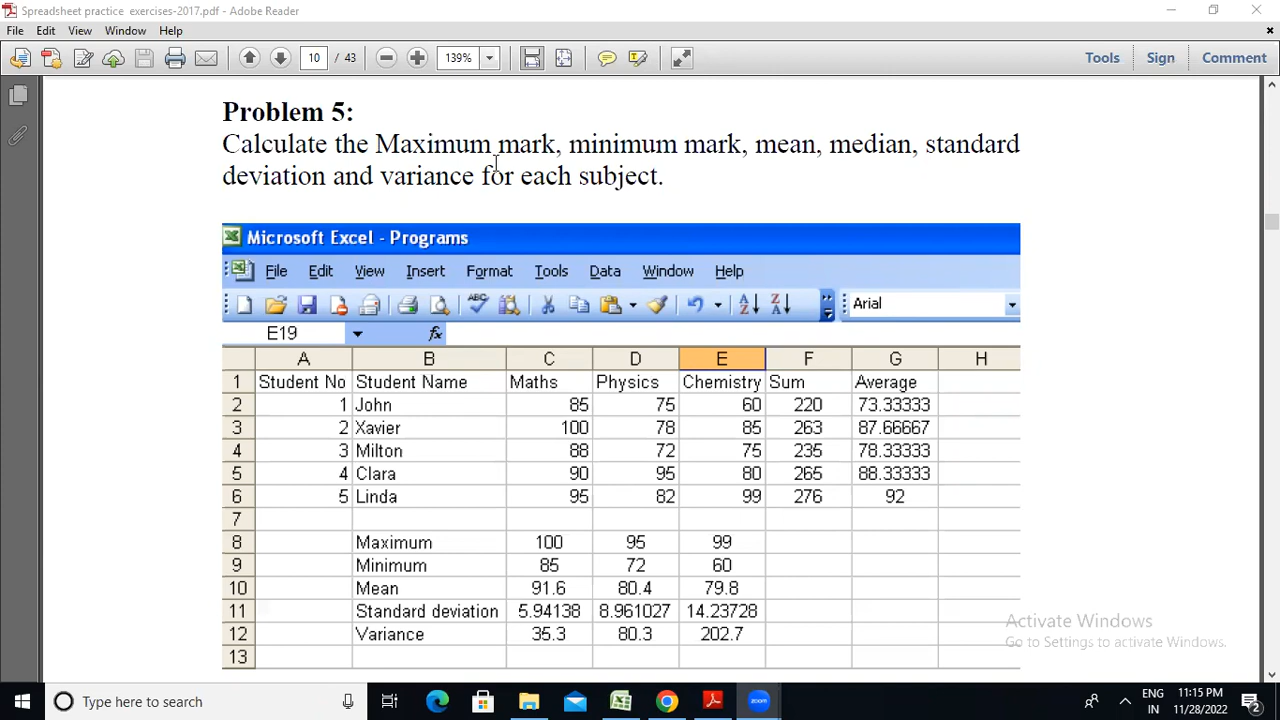 Spreadsheet practice exercises-2017.pdf - Adobe Reader
File Edit View Window Help
10 / 43 139% Tools Sign Comment
Problem 5:
Calculate the Maximum mark, minimum mark, mean, median, standard
deviation and variance for each subject.
Microsoft Excel - Programs
File Edit View Insert Format Tools Data Window Help
ABC A Z Z A Arial
E19 fx
A B C D E F G H
1 Student No Student Name Maths Physics Chemistry Sum Average
2 1 John 85 75 60 220 73.33333
3 2 Xavier 100 78 85 263 87.66667
4 3 Milton 88 72 75 235 78.33333
5 4 Clara 90 95 80 265 88.33333
6 5 Linda 95 82 99 276 92
7
8 Maximum 100 95 99
9 Minimum 85 72 60
10 Mean 91.6 80.4 79.8
11 Standard deviation 5.94138 8.961027 14.23728
12 Variance 35.3 80.3 202.7
13
Activate Windows
Go to Settings to activate Windows.
Type here to search
zoom
ENG 11:15 PM
IN 11/28/2022 2